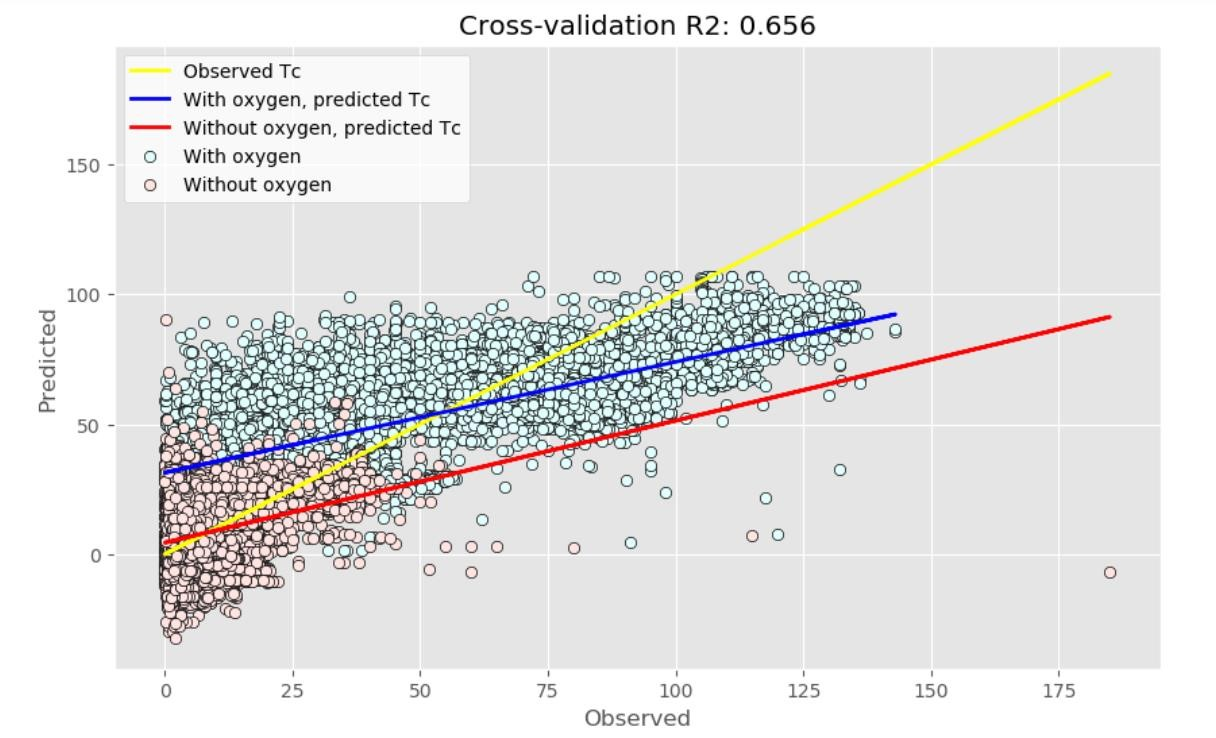 Cross-validation R2: 0.656
Observed Tc
With oxygen, predicted Tc
Without oxygen, predicted Tc
With oxygen
Without oxygen
150
100
50
0
Predicted
0 25 50 75 100 125 150 175
Observed